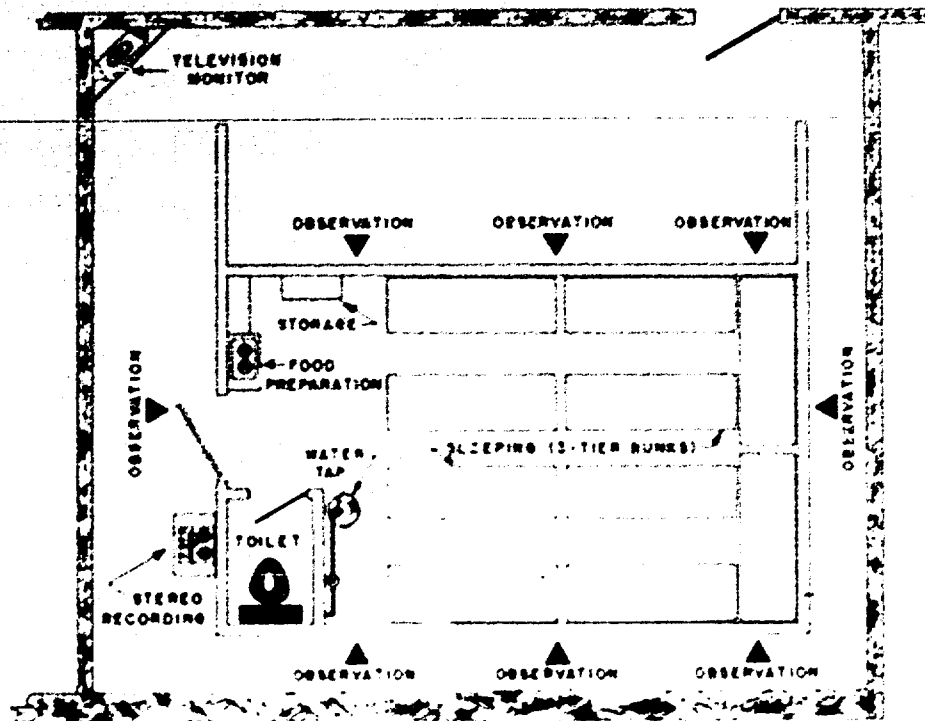 TELEVISION
MONITOR
OBSERVATION
OBSERVATION
OBSERVATION
STORAGE
FOOD
PREPARATION
OBSERVATION
OBSERVATION
WATER
TAP
SLEEPING (3-TIER BUNKS)
TOILET
STEREO
RECORDING
OBSERVATION
OBSERVATION
OBSERVATION